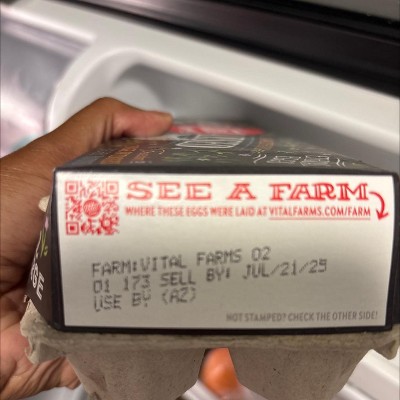 SEE A FARM
WHERE THESE EGGS WERE LAID AT VITALFARMS.COM/FARM
FARM:VITAL FARMS 02
01 173 SELL BY: JUL/21/25
USE BY (AZ)
NOT STAMPED? CHECK THE OTHER SIDE!